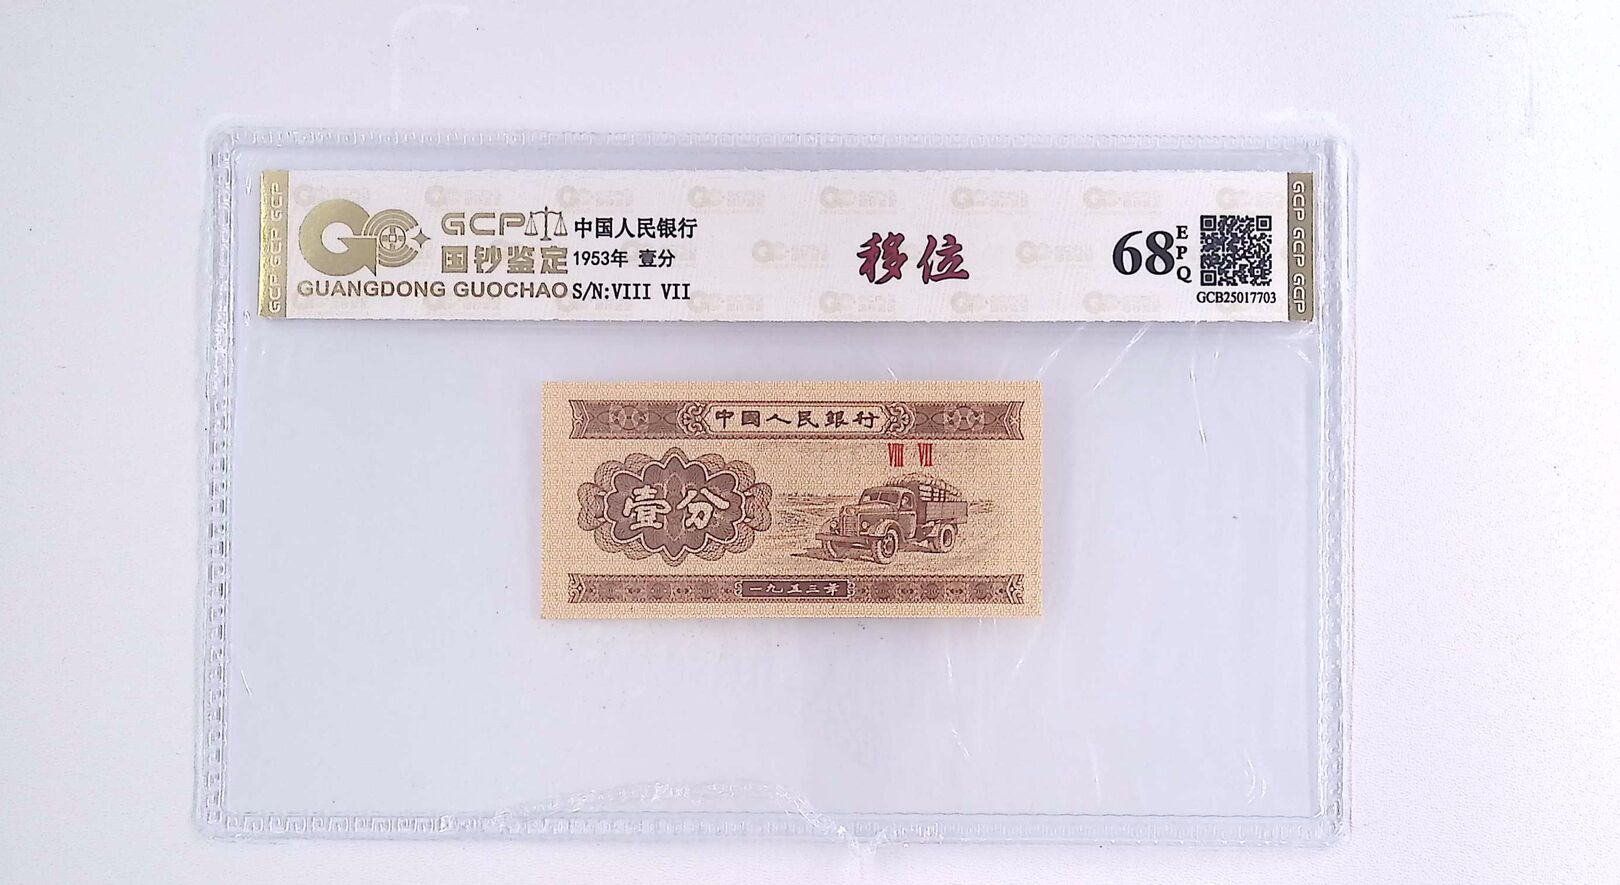 GCP GCP GCP
GCP
国钞鉴定
GUANGDONG GUOCHAO
中国人民银行
1953年 壹分
S/N:VIII VII
移位
68
EPQ
GCB25017703
GCP GCP GCP
中國人民銀行
VIII VII
壹分
一九五三年